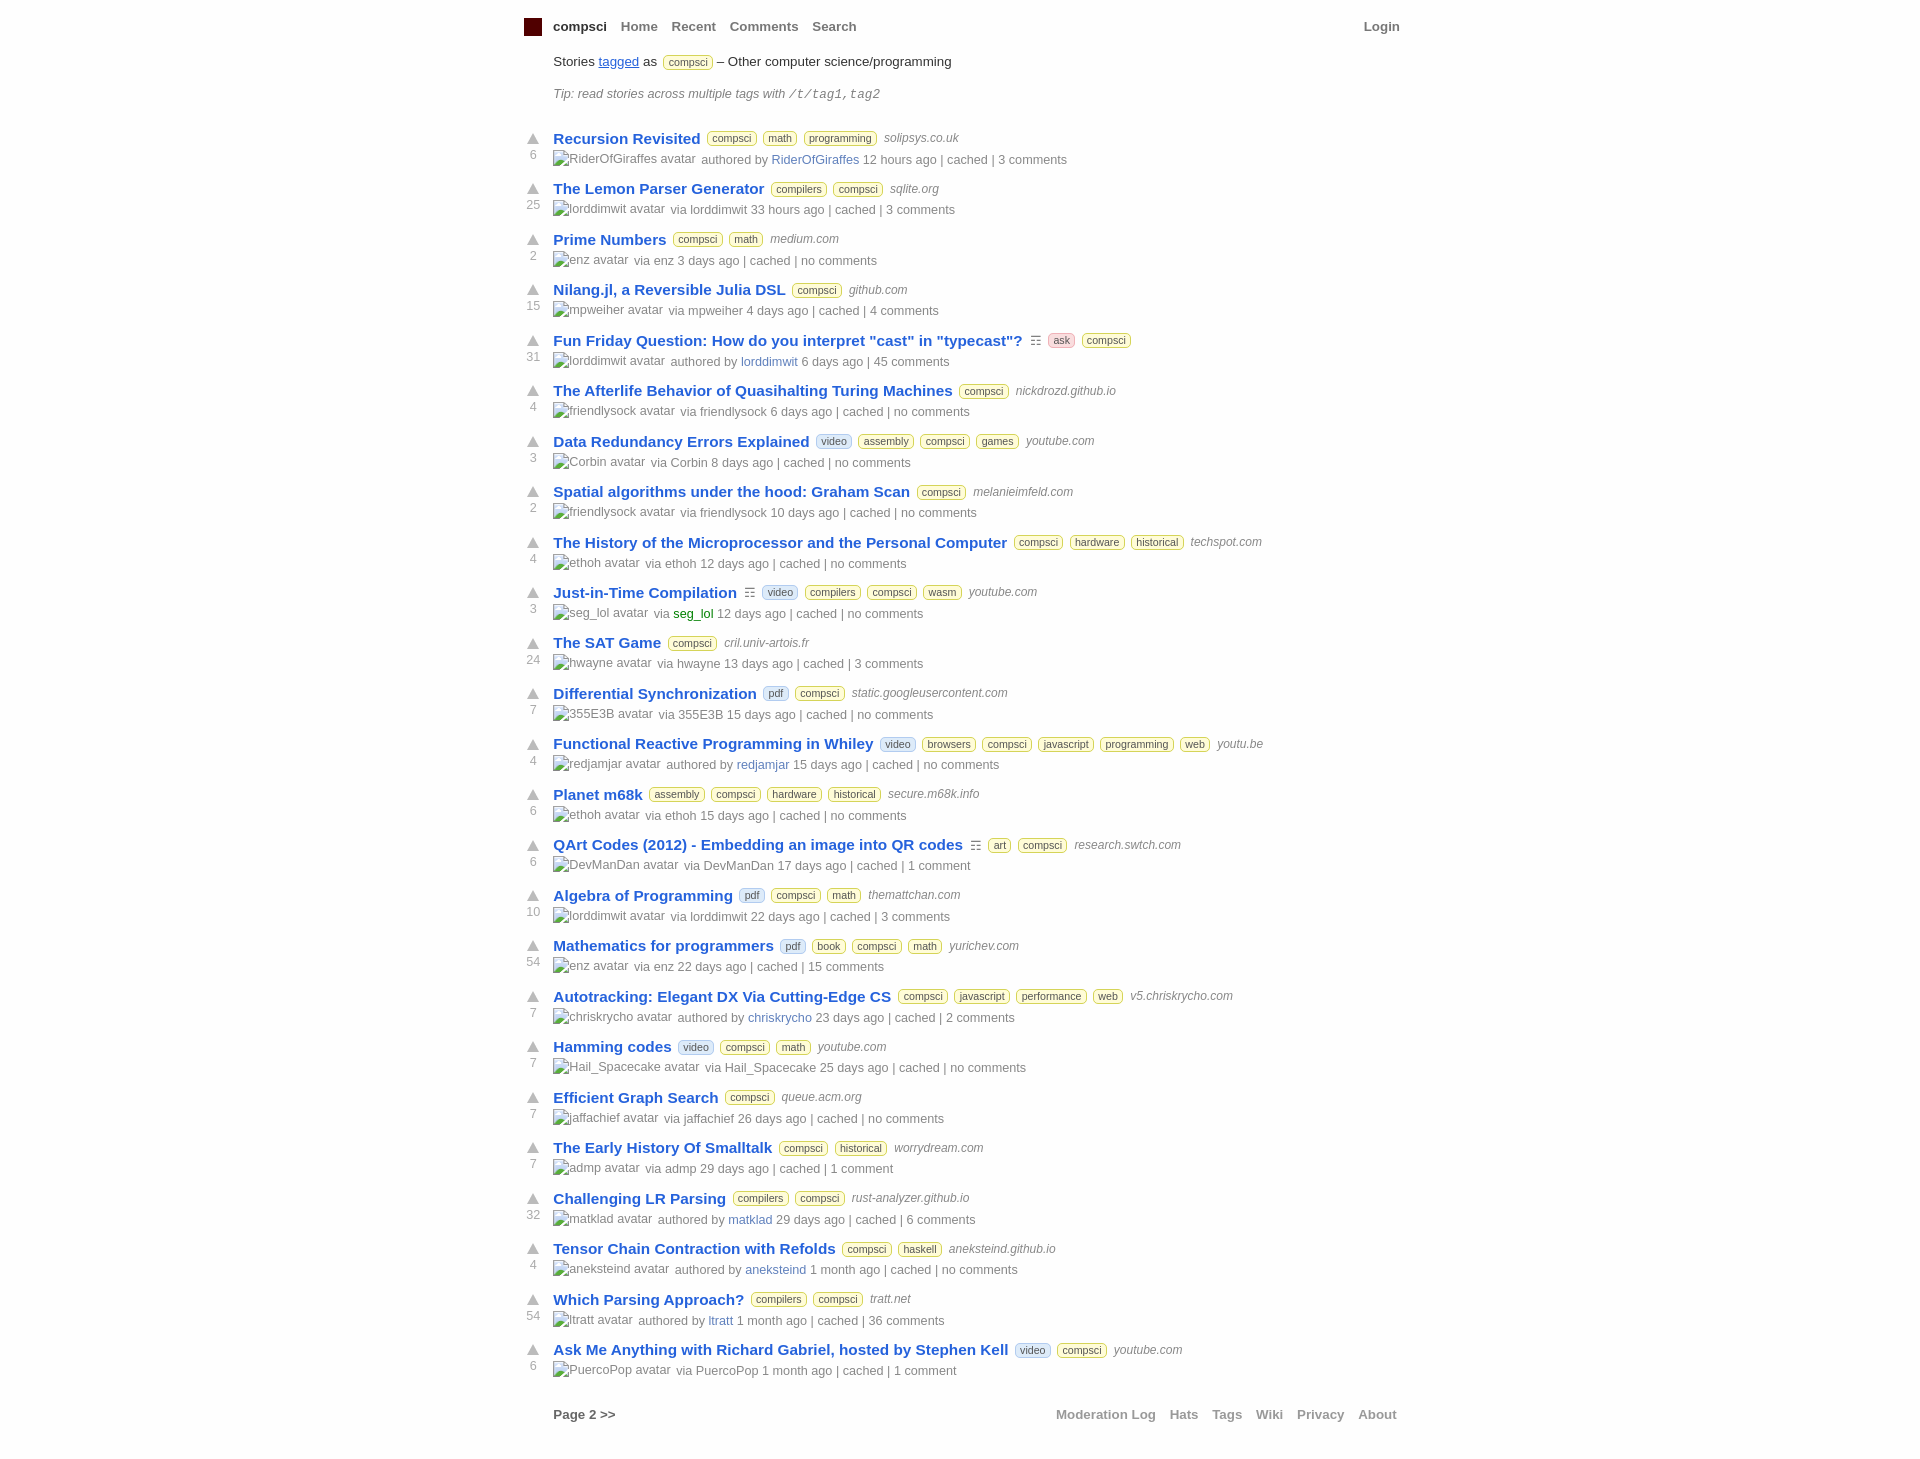 compsci Home Recent Comments Search Login
Stories tagged as compsci – Other computer science/programming
Tip: read stories across multiple tags with /t/tag1,tag2
Recursion Revisited compsci math programming solipsys.co.uk
6 RiderOfGiraffes avatar authored by RiderOfGiraffes 12 hours ago | cached | 3 comments
The Lemon Parser Generator compilers compsci sqlite.org
25 lorddimwit avatar via lorddimwit 33 hours ago | cached | 3 comments
Prime Numbers compsci math medium.com
2 enz avatar via enz 3 days ago | cached | no comments
Nilang.jl, a Reversible Julia DSL compsci github.com
15 mpweiher avatar via mpweiher 4 days ago | cached | 4 comments
Fun Friday Question: How do you interpret "cast" in "typecast"? ☶ ask compsci
31 lorddimwit avatar authored by lorddimwit 6 days ago | 45 comments
The Afterlife Behavior of Quasihalting Turing Machines compsci nickdrozd.github.io
4 friendlysock avatar via friendlysock 6 days ago | cached | no comments
Data Redundancy Errors Explained video assembly compsci games youtube.com
3 Corbin avatar via Corbin 8 days ago | cached | no comments
Spatial algorithms under the hood: Graham Scan compsci melanieimfeld.com
2 friendlysock avatar via friendlysock 10 days ago | cached | no comments
The History of the Microprocessor and the Personal Computer compsci hardware historical techspot.com
4 ethoh avatar via ethoh 12 days ago | cached | no comments
Just-in-Time Compilation ☶ video compilers compsci wasm youtube.com
3 seg_lol avatar via seg_lol 12 days ago | cached | no comments
The SAT Game compsci cril.univ-artois.fr
24 hwayne avatar via hwayne 13 days ago | cached | 3 comments
Differential Synchronization pdf compsci static.googleusercontent.com
7 355E3B avatar via 355E3B 15 days ago | cached | no comments
Functional Reactive Programming in Whiley video browsers compsci javascript programming web youtu.be
4 redjamjar avatar authored by redjamjar 15 days ago | cached | no comments
Planet m68k assembly compsci hardware historical secure.m68k.info
6 ethoh avatar via ethoh 15 days ago | cached | no comments
QArt Codes (2012) - Embedding an image into QR codes ☶ art compsci research.swtch.com
6 DevManDan avatar via DevManDan 17 days ago | cached | 1 comment
Algebra of Programming pdf compsci math themattchan.com
10 lorddimwit avatar via lorddimwit 22 days ago | cached | 3 comments
Mathematics for programmers pdf book compsci math yurichev.com
54 enz avatar via enz 22 days ago | cached | 15 comments
Autotracking: Elegant DX Via Cutting-Edge CS compsci javascript performance web v5.chriskrycho.com
7 chriskrycho avatar authored by chriskrycho 23 days ago | cached | 2 comments
Hamming codes video compsci math youtube.com
7 Hail_Spacecake avatar via Hail_Spacecake 25 days ago | cached | no comments
Efficient Graph Search compsci queue.acm.org
7 jaffachief avatar via jaffachief 26 days ago | cached | no comments
The Early History Of Smalltalk compsci historical worrydream.com
7 admp avatar via admp 29 days ago | cached | 1 comment
Challenging LR Parsing compilers compsci rust-analyzer.github.io
32 matklad avatar authored by matklad 29 days ago | cached | 6 comments
Tensor Chain Contraction with Refolds compsci haskell aneksteind.github.io
4 aneksteind avatar authored by aneksteind 1 month ago | cached | no comments
Which Parsing Approach? compilers compsci tratt.net
54 ltratt avatar authored by ltratt 1 month ago | cached | 36 comments
Ask Me Anything with Richard Gabriel, hosted by Stephen Kell video compsci youtube.com
6 PuercoPop avatar via PuercoPop 1 month ago | cached | 1 comment
Page 2 >> Moderation Log Hats Tags Wiki Privacy About